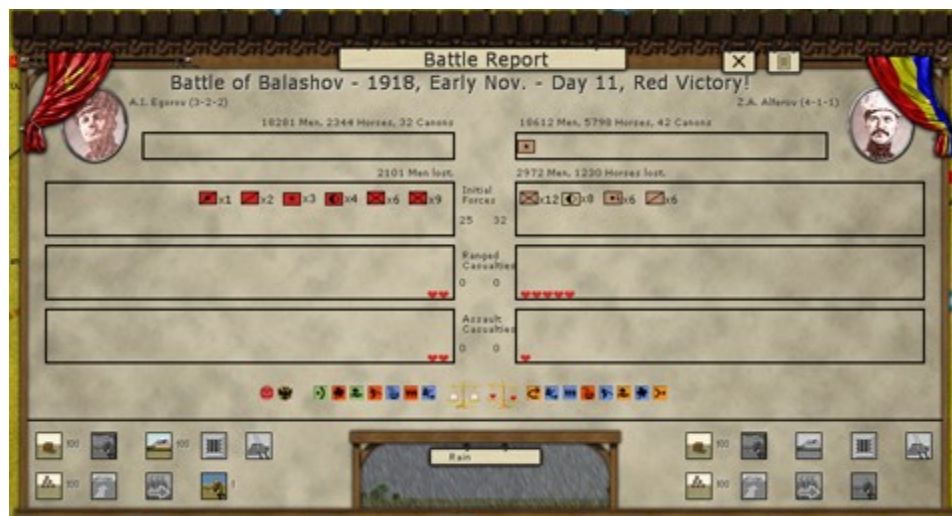 Battle Report
Battle of Balashov - 1918, Early Nov. - Day 11, Red Victory!
A.I. Egorov (3-2-2)
Z.A. Alferov (4-1-1)
18281 Men, 2344 Horses, 32 Canons
18612 Men, 5798 Horses, 42 Canons
2101 Men lost.
2972 Men, 1230 Horses lost.
x1 x2 x3 x4 x6 x9
Initial
Forces
x12 x8 x6 x6
25 32
Ranged
Casualties
0 0
Assault
Casualties
0 0
100 100
100
Rain
100 1
100